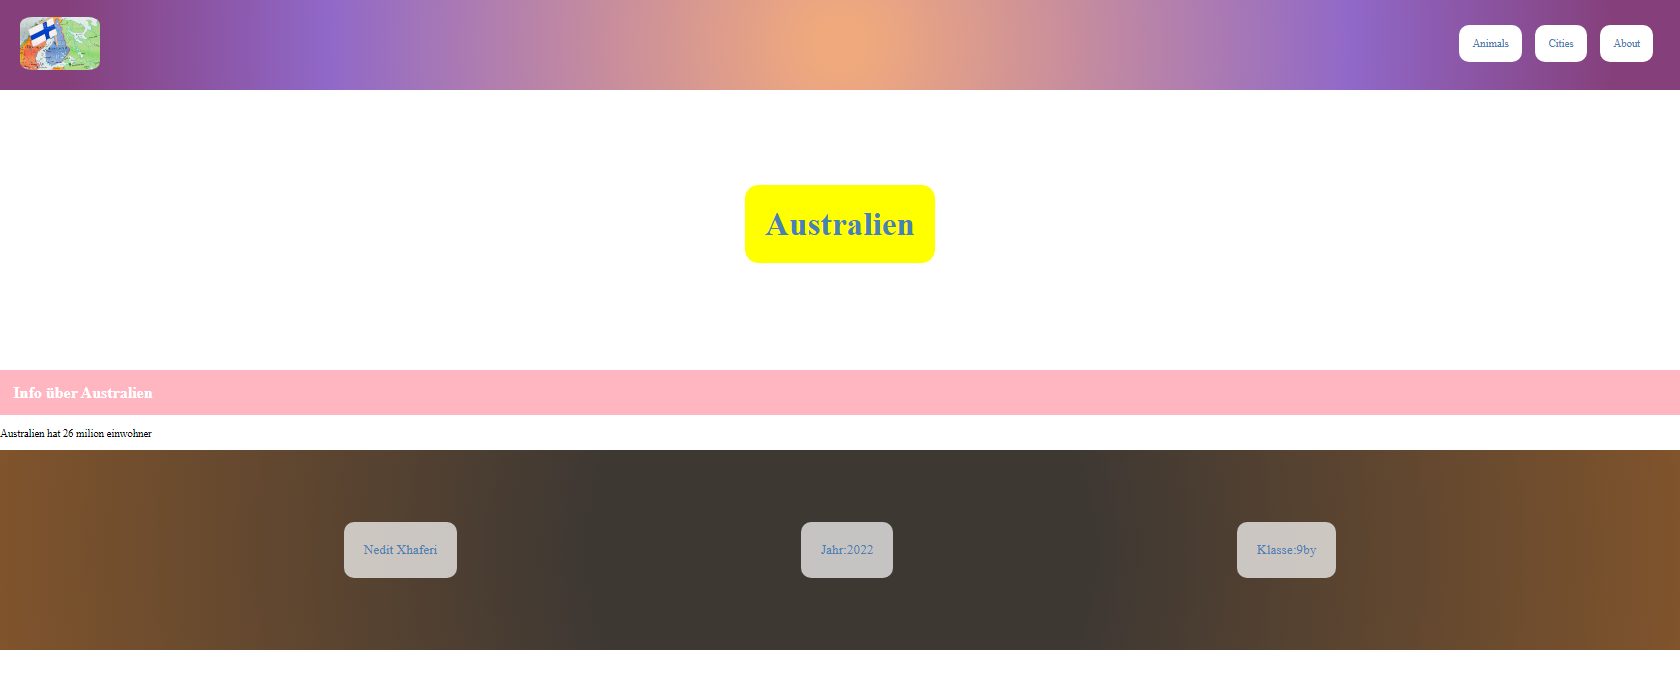 Animals
Cities
About
Australien
Info über Australien
Australien hat 26 milion einwohner
Nedit Xhaferi
Jahr:2022
Klasse:9by